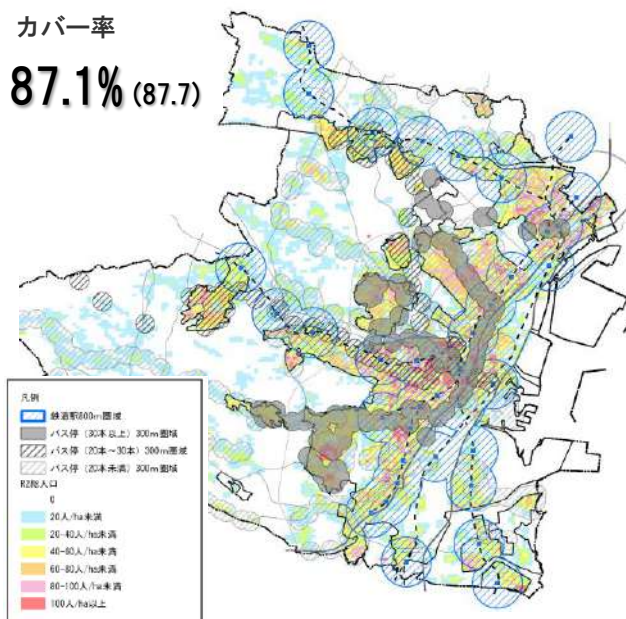 カバー率
87.1% (87.7)
凡例
鉄道駅800m圏域
バス停（30本以上）300m圏域
バス停（20本～30本）300m圏域
バス停（20本未満）300m圏域
R2総人口
0
20人/ha未満
20-40人/ha未満
40-60人/ha未満
60-80人/ha未満
80-100人/ha未満
100人/ha以上